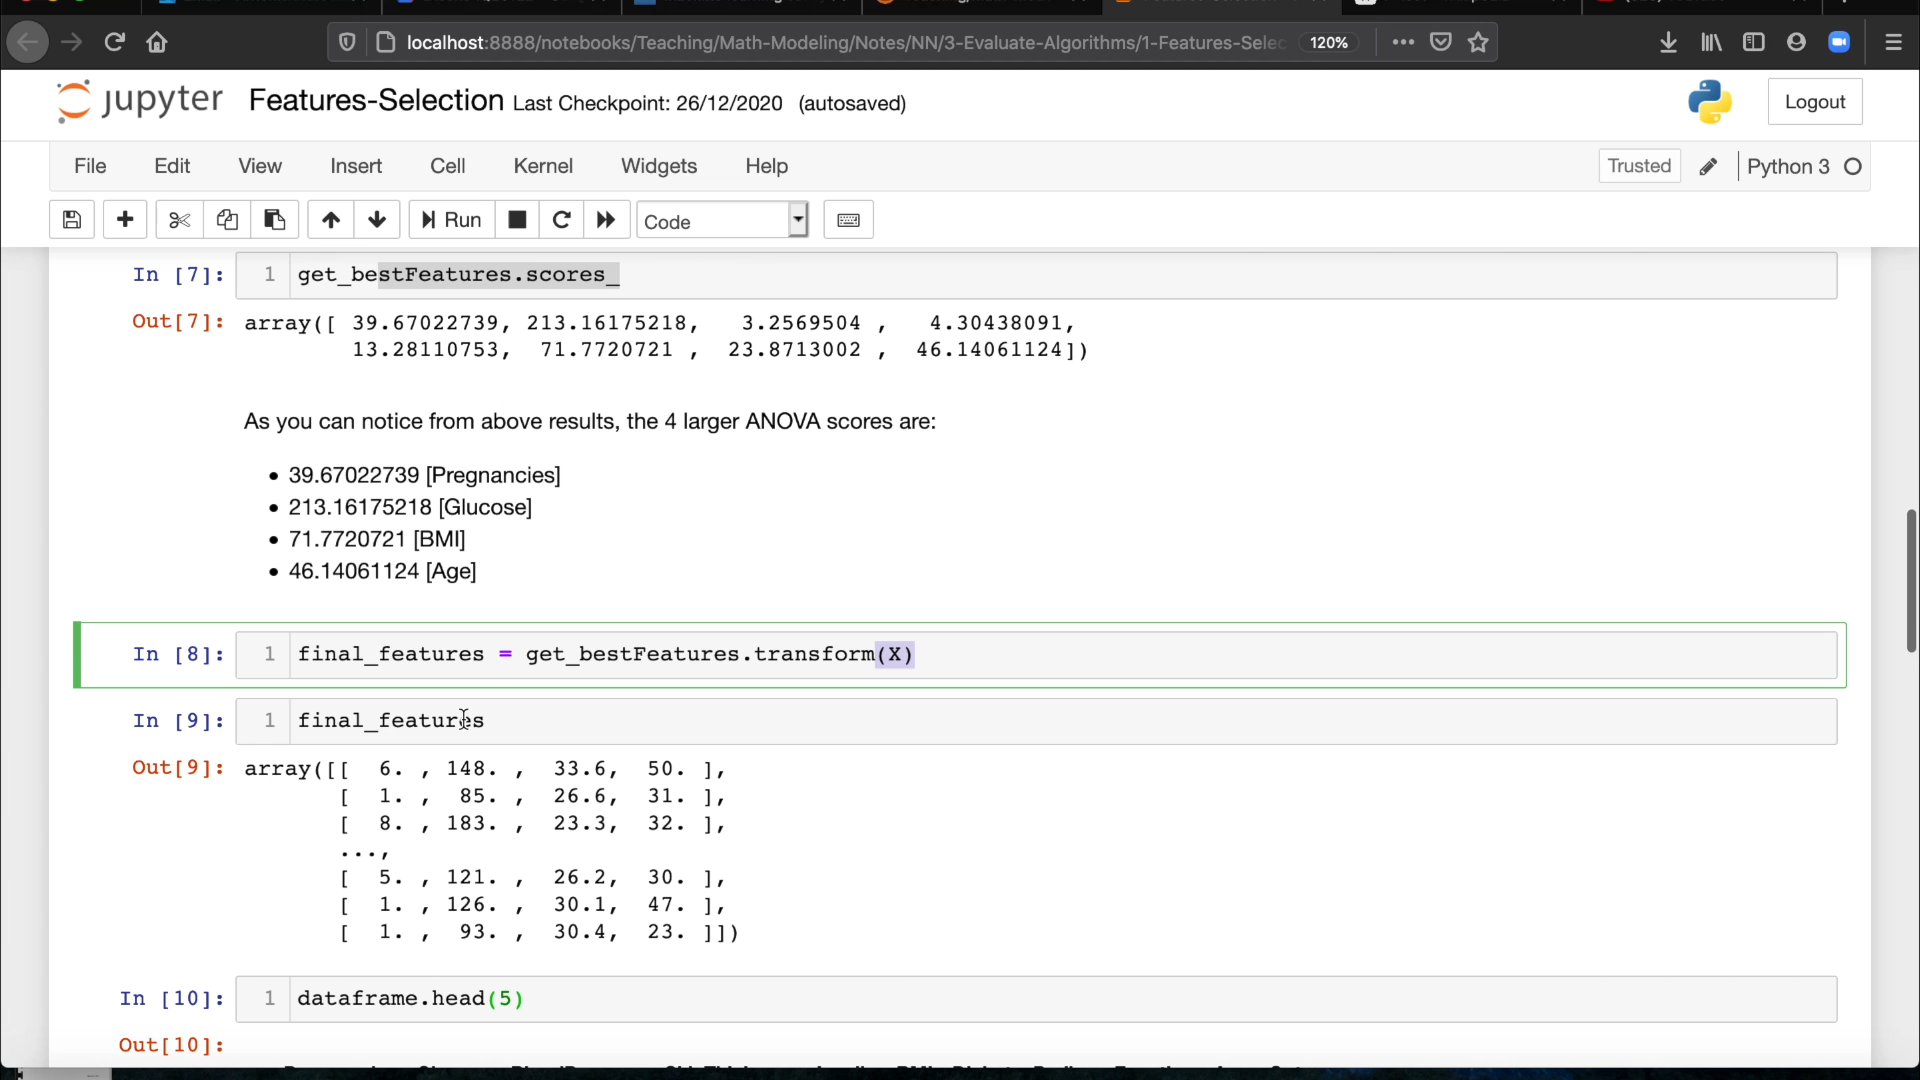 localhost:8888/notebooks/Teaching/Math-Modeling/Notes/NN/3-Evaluate-Algorithms/1-Features-Selec 120%
jupyter Features-Selection Last Checkpoint: 26/12/2020 (autosaved) Logout
File Edit View Insert Cell Kernel Widgets Help Trusted Python 3
Run Code
In [7]: 1 get_bestFeatures.scores_
Out[7]: array([ 39.67022739, 213.16175218, 3.2569504 , 4.30438091,
13.28110753, 71.7720721 , 23.8713002 , 46.14061124])
As you can notice from above results, the 4 larger ANOVA scores are:
• 39.67022739 [Pregnancies]
• 213.16175218 [Glucose]
• 71.7720721 [BMI]
• 46.14061124 [Age]
In [8]: 1 final_features = get_bestFeatures.transform(X)
In [9]: 1 final_features
Out[9]: array([[ 6. , 148. , 33.6, 50. ],
[ 1. , 85. , 26.6, 31. ],
[ 8. , 183. , 23.3, 32. ],
...,
[ 5. , 121. , 26.2, 30. ],
[ 1. , 126. , 30.1, 47. ],
[ 1. , 93. , 30.4, 23. ]])
In [10]: 1 dataframe.head(5)
Out[10]: